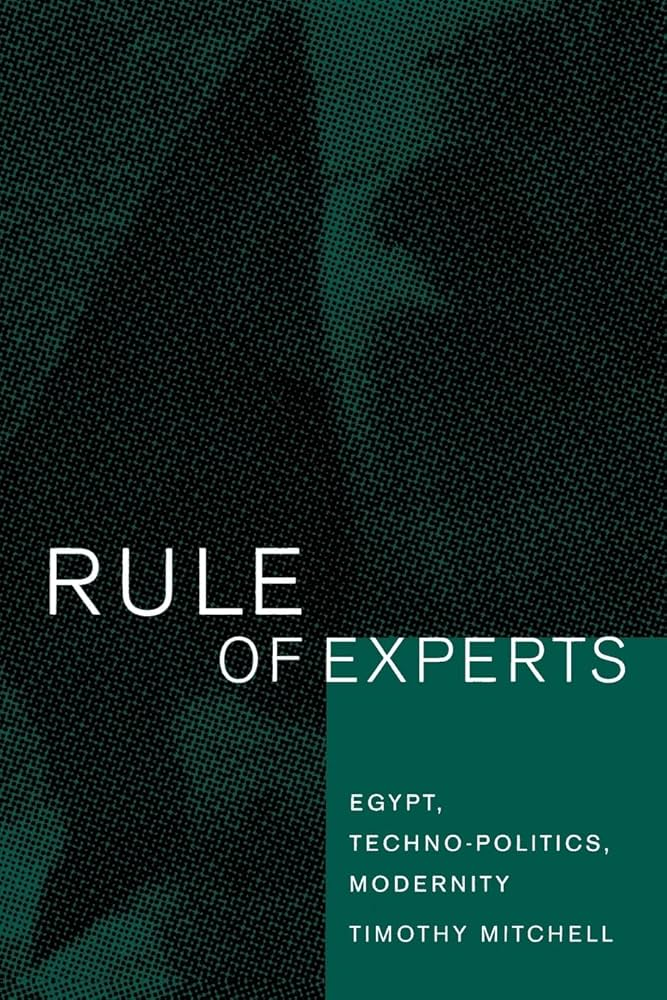 RULE
OF EXPERTS
EGYPT,
TECHNO-POLITICS,
MODERNITY
TIMOTHY MITCHELL